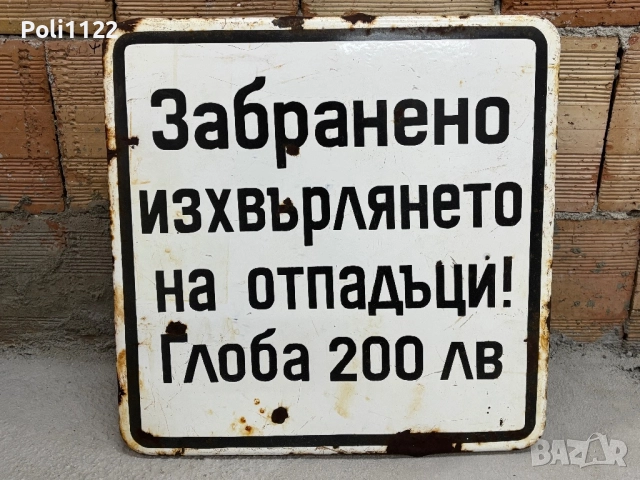 Poli1122
Забранено
изхвърлянето
на отпадъци!
Глоба 200 лв
BAZAR